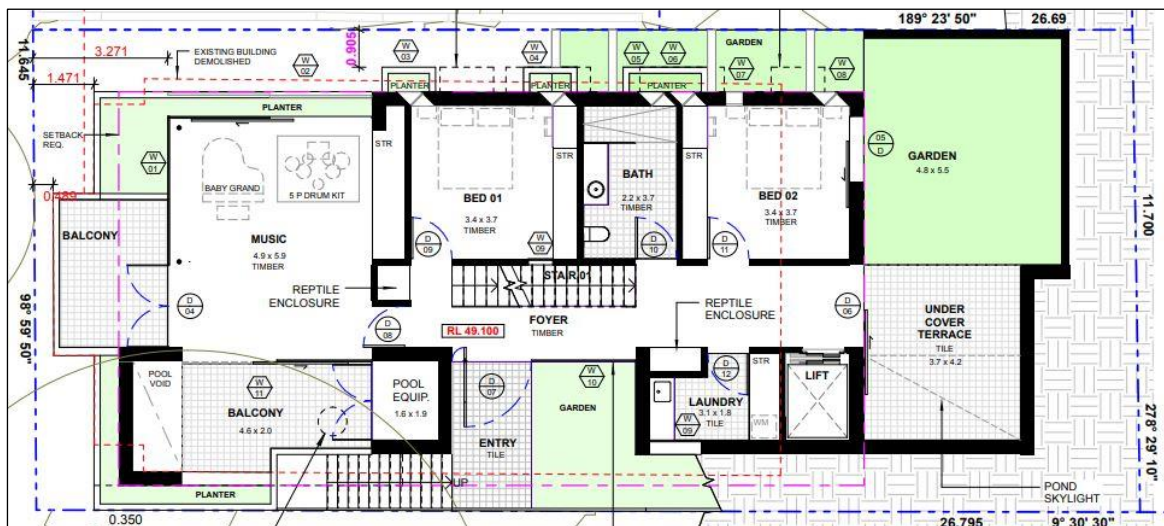 189° 23' 50"
26.69
11.645
3.271
EXISTING BUILDING
DEMOLISHED
W
02
0.905
W
03
W
04
W
05
W
06
GARDEN
W
07
W
08
1.471
PLANTER
PLANTER
PLANTER
PLANTER
SETBACK
REQ.
W
01
STR
STR
STR
05
D
BABY GRAND
5 P DRUM KIT
BATH
2.2 x 3.7
TIMBER
GARDEN
4.8 x 5.5
0.489
BED 01
3.4 x 3.7
TIMBER
BED 02
3.4 x 3.7
TIMBER
11.700
BALCONY
MUSIC
4.9 x 5.9
TIMBER
D
09
W
09
D
10
D
11
STAIR 01
REPTILE
ENCLOSURE
REPTILE
ENCLOSURE
D
04
D
08
RL 49.100
FOYER
TIMBER
D
06
UNDER
COVER
TERRACE
TILE
3.7 x 4.2
98° 59' 50"
POOL
VOID
W
11
BALCONY
4.6 x 2.0
POOL
EQUIP.
1.6 x 1.9
D
07
W
10
GARDEN
D
12
STR
LIFT
LAUNDRY
3.1 x 1.8
TILE
W
09
WM
ENTRY
TILE
278° 29' 10"
PLANTER
UP
POND
SKYLIGHT
0.350
26.795
9° 30' 30"